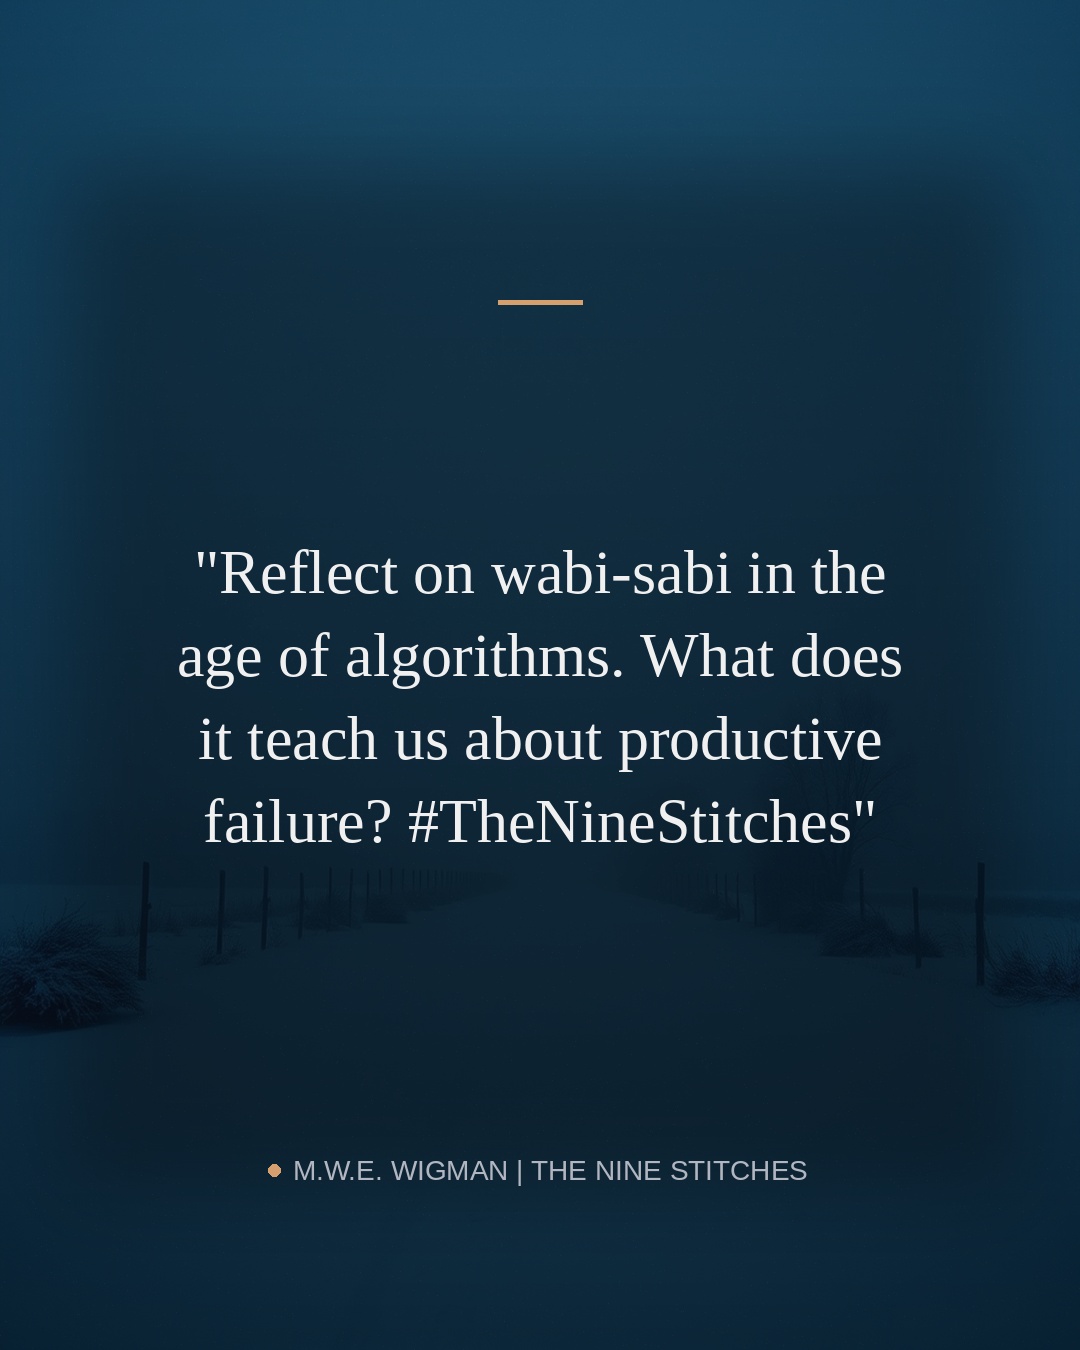 "Reflect on wabi-sabi in the
age of algorithms. What does
it teach us about productive
failure? #TheNineStitches"
M.W.E. WIGMAN | THE NINE STITCHES